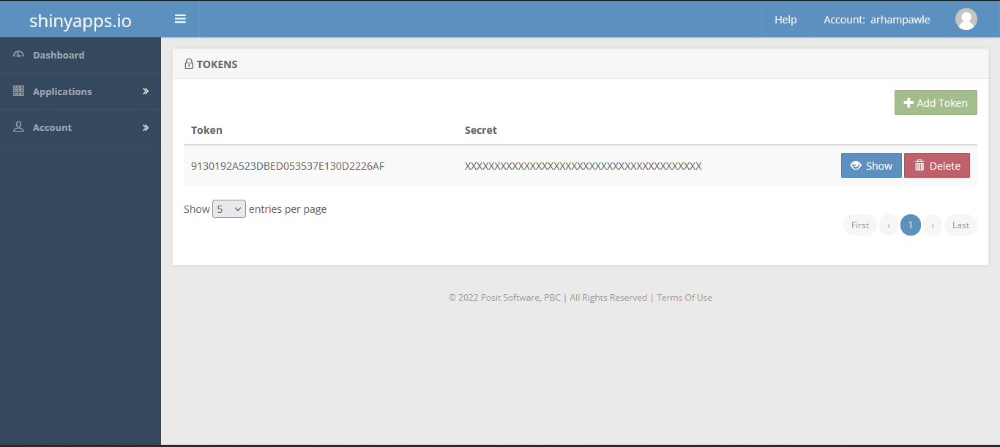 shinyapps.io
Help
Account: arhampawle
Dashboard
Applications
Account
TOKENS
Add Token
Token Secret
9130192A523DBED053537E130D2226AF XXXXXXXXXXXXXXXXXXXXXXXXXXXXXXXXXXXXXXXX Show Delete
Show 5 entries per page
First ‹ 1 › Last
© 2022 Posit Software, PBC | All Rights Reserved | Terms Of Use